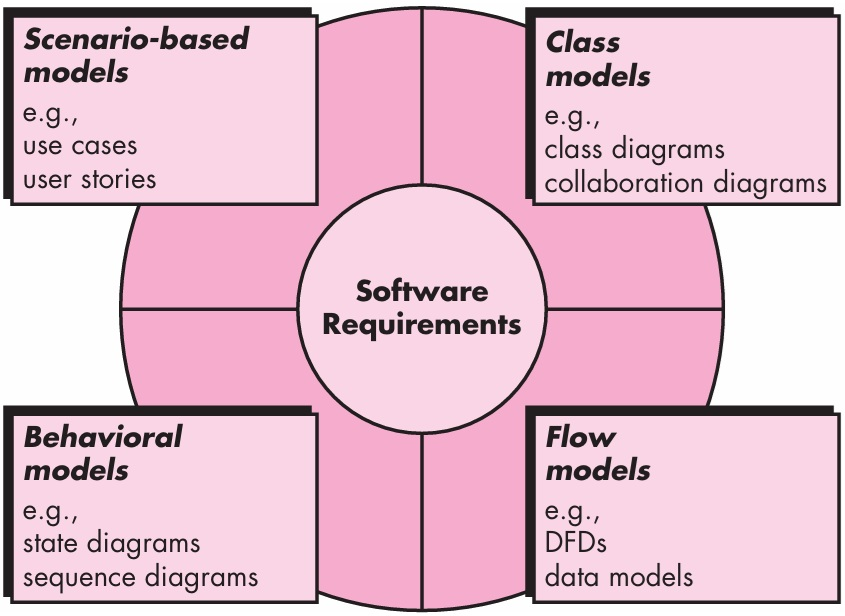 Scenario-based
models
e.g.,
use cases
user stories
Class
models
e.g.,
class diagrams
collaboration diagrams
Software
Requirements
Behavioral
models
e.g.,
state diagrams
sequence diagrams
Flow
models
e.g.,
DFDs
data models